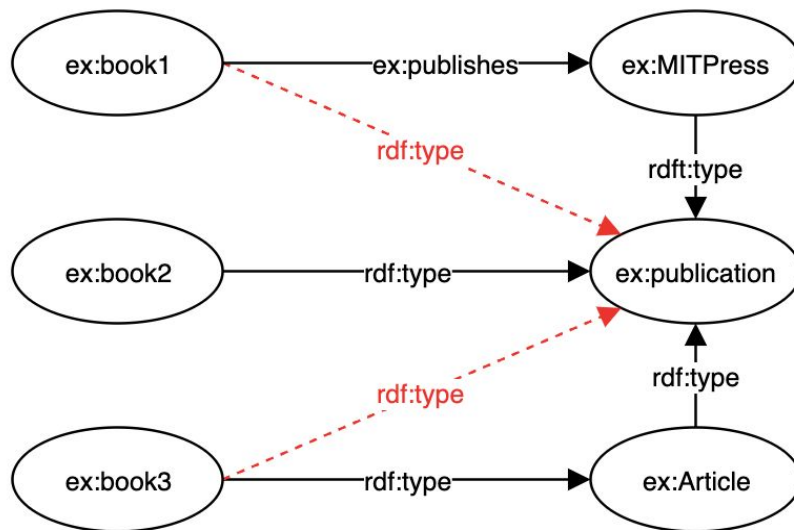 ex:book1
ex:publishes
ex:MITPress
rdf:type
rdft:type
ex:book2
rdf:type
ex:publication
rdf:type
rdf:type
ex:book3
rdf:type
ex:Article